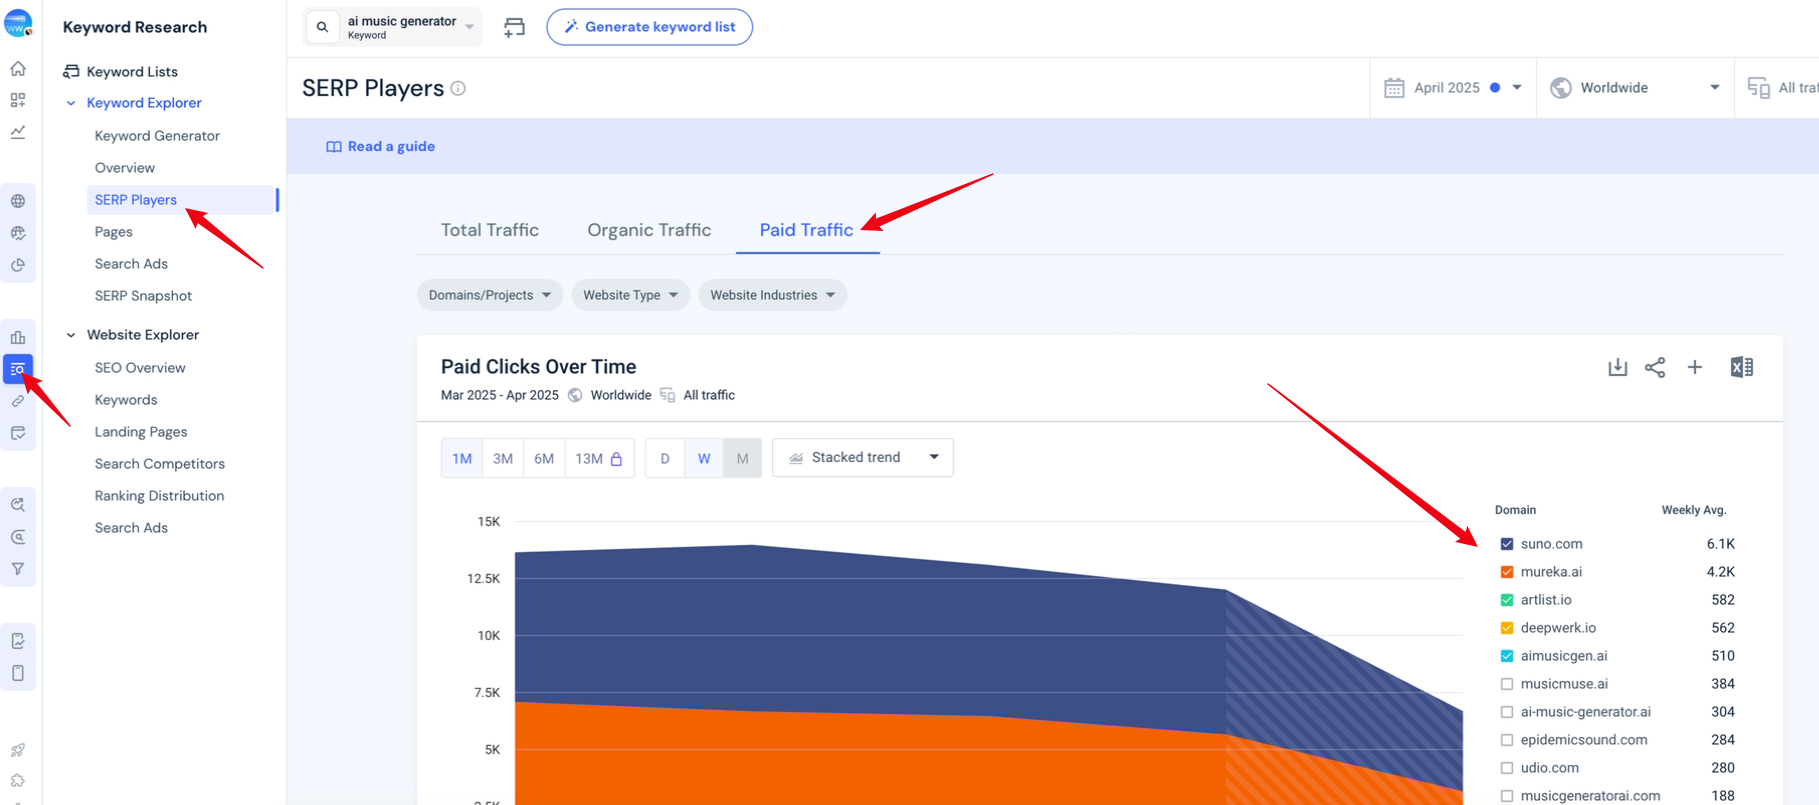 Keyword Research
Keyword Lists
Keyword Explorer
Keyword Generator
Overview
SERP Players
Pages
Search Ads
SERP Snapshot
Website Explorer
SEO Overview
Keywords
Landing Pages
Search Competitors
Ranking Distribution
Search Ads
ai music generator
Keyword
Generate keyword list
SERP Players
April 2025
Worldwide
All traf
Read a guide
Total Traffic
Organic Traffic
Paid Traffic
Domains/Projects
Website Type
Website Industries
Paid Clicks Over Time
Mar 2025 - Apr 2025 Worldwide All traffic
1M 3M 6M 13M
D W M
Stacked trend
15K
12.5K
10K
7.5K
5K
2.5K
Domain Weekly Avg.
suno.com 6.1K
mureka.ai 4.2K
artlist.io 582
deepwerk.io 562
aimusicgen.ai 510
musicmuse.ai 384
ai-music-generator.ai 304
epidemicsound.com 284
udio.com 280
musicgeneratorai.com 188